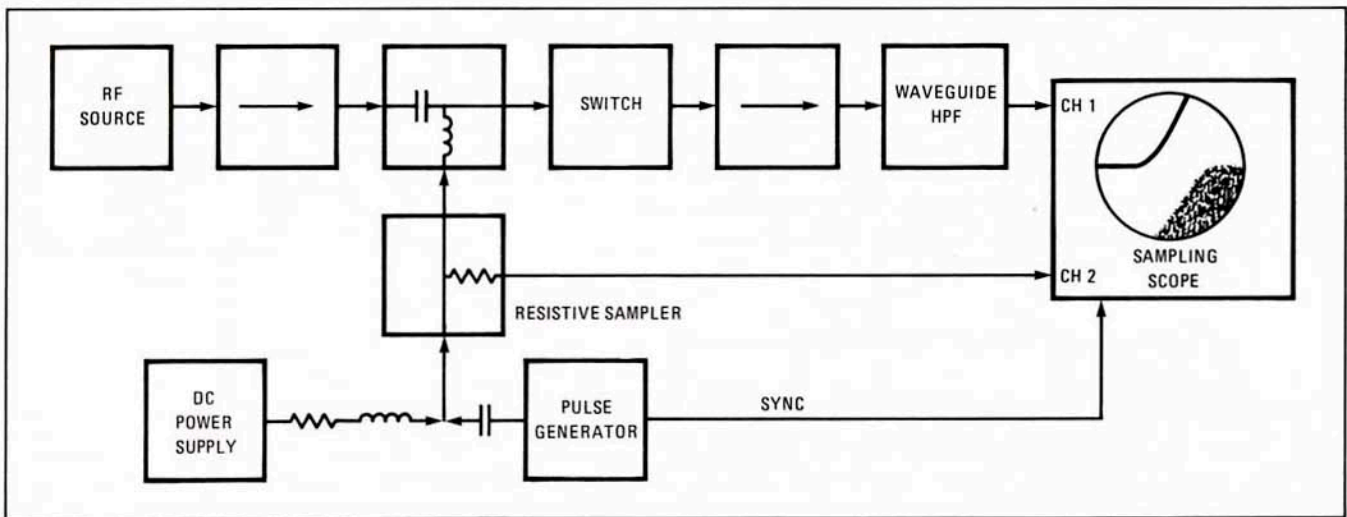 RF
SOURCE
SWITCH
WAVEGUIDE
HPF
CH 1
CH 2
SAMPLING
SCOPE
RESISTIVE SAMPLER
DC
POWER
SUPPLY
PULSE
GENERATOR
SYNC